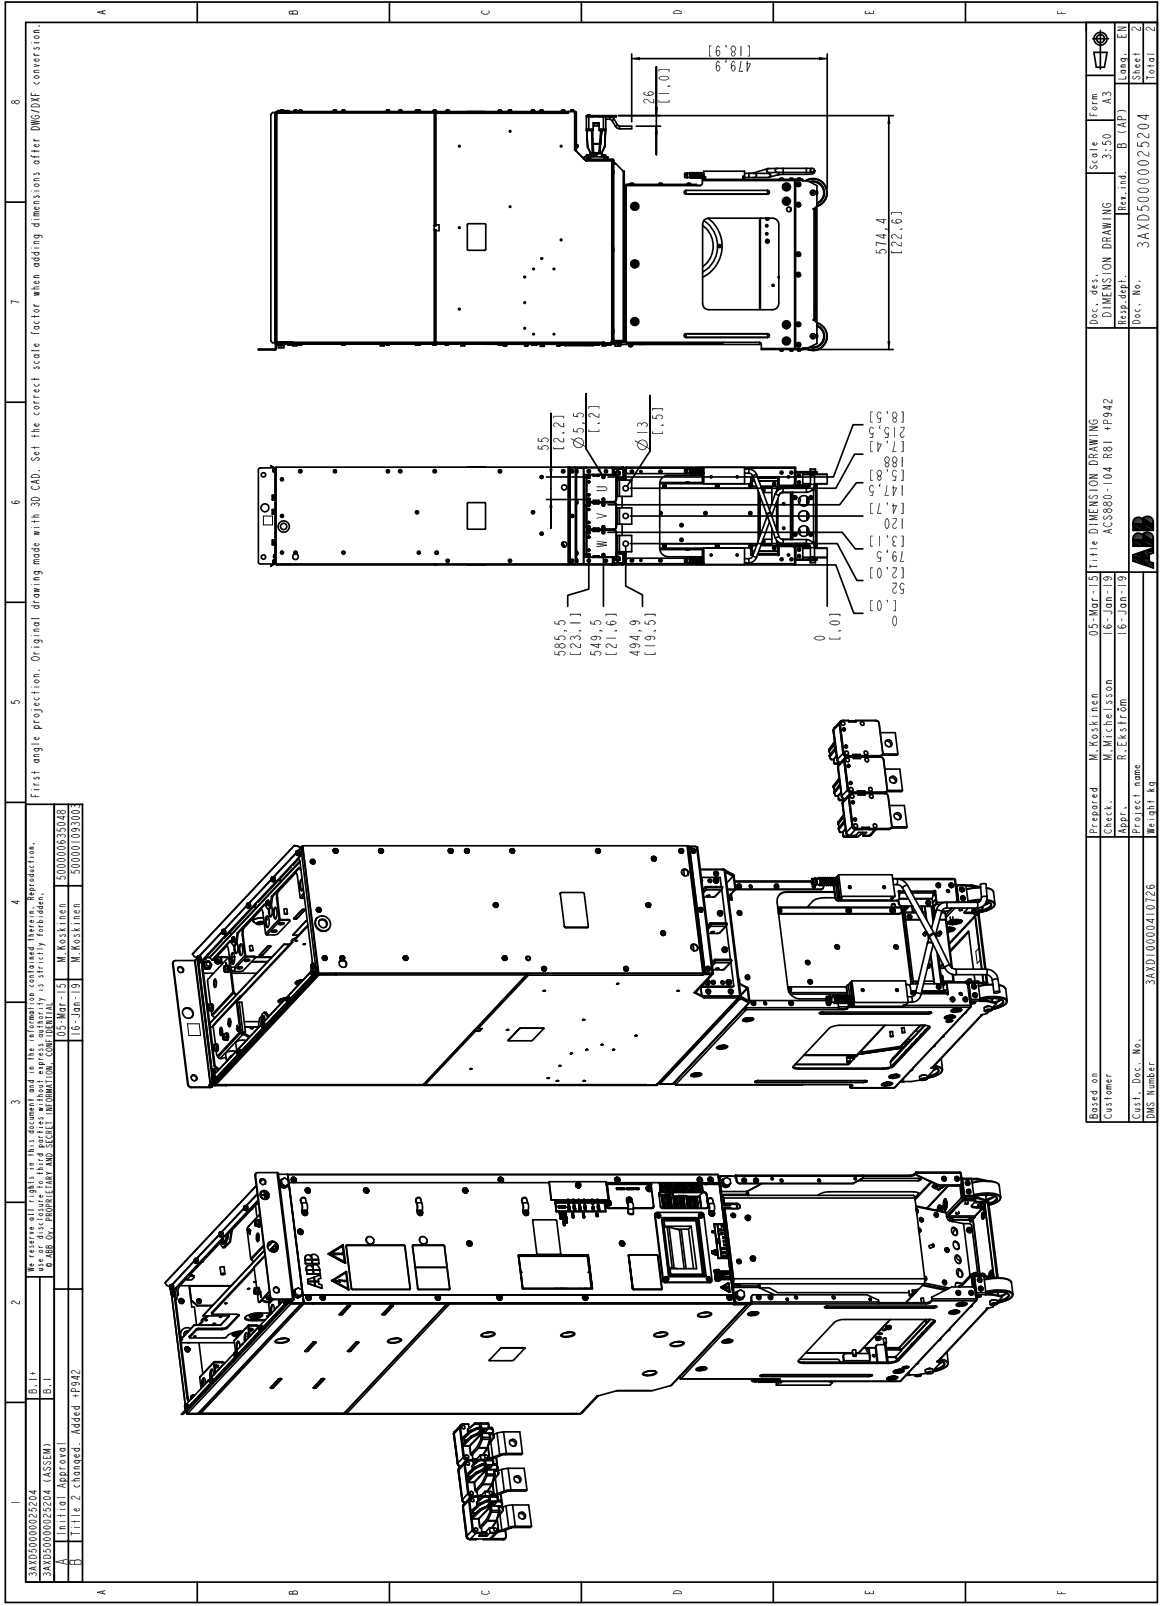 1
2
3
4
5
6
7
8
3AXD50000025204
B.1+
3AXD50000025204 (ASSEM)
B.1
A
Initial Approval
05-Mar-15
M.Koskinen
5000000635048
B
Title 2 changed. Added +P942
16-Jan-19
M.Koskinen
5000001093003
We reserve all rights in this document and in the information contained therein. Reproduction,
use or disclosure to third parties without express authority is strictly forbidden.
© ABB Oy. PROPRIETARY AND SECRET INFORMATION. CONFIDENTIAL
First angle projection. Original drawing made with 3D CAD. Set the correct scale factor when adding dimensions after DWG/DXF conversion.
A
B
C
D
E
F
A
B
C
D
E
F
ABB
585,5
[23,1]
549,5
[21,6]
494,9
[19,5]
0
[,0]
55
[2,2]
Ø5,5
[,2]
Ø13
[,5]
W
V
U
0
[,0]
52
[2,0]
79,5
[3,1]
120
[4,7]
147,5
[5,8]
188
[7,4]
215,5
[8,5]
479,9
[18,9]
26
[1,0]
574,4
[22,6]
Based on
Customer
Cust. Doc. No.
DMS Number
3AXD10000410726
Prepared
M.Koskinen
05-Mar-15
Check.
M.Michelsson
16-Jan-19
Appr.
R.Ekström
16-Jan-19
Project name
Weight kg
Title DIMENSION DRAWING
ACS880-104 R8I +P942
ABB
Doc. des.
DIMENSION DRAWING
Resp.dept.
Doc. No.
3AXD50000025204
Scale
3:50
Form
A3
Rev.ind.
B (AP)
Lang.
EN
Sheet
2
Total
2